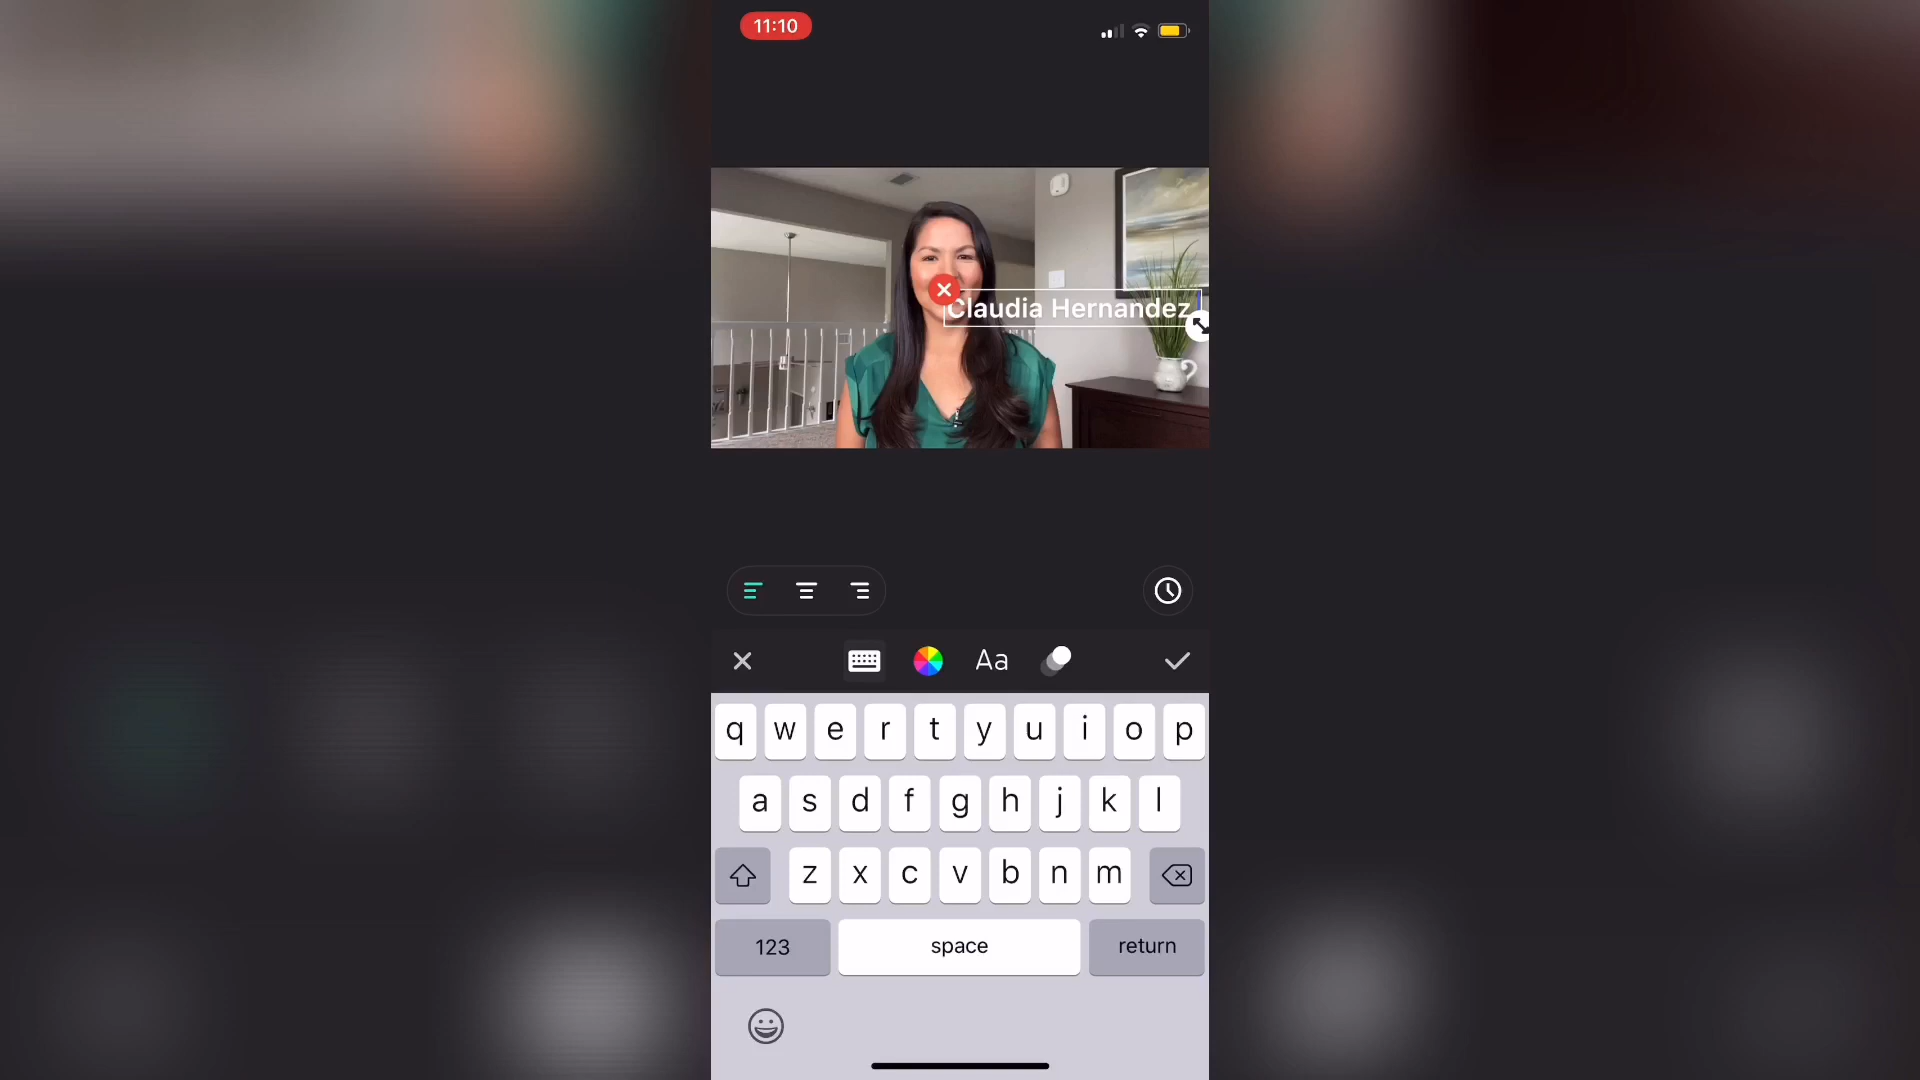 11:10
Claudia Hernandez
Aa
q w e r t y u i o p
a s d f g h j k l
z x c v b n m
123 space return